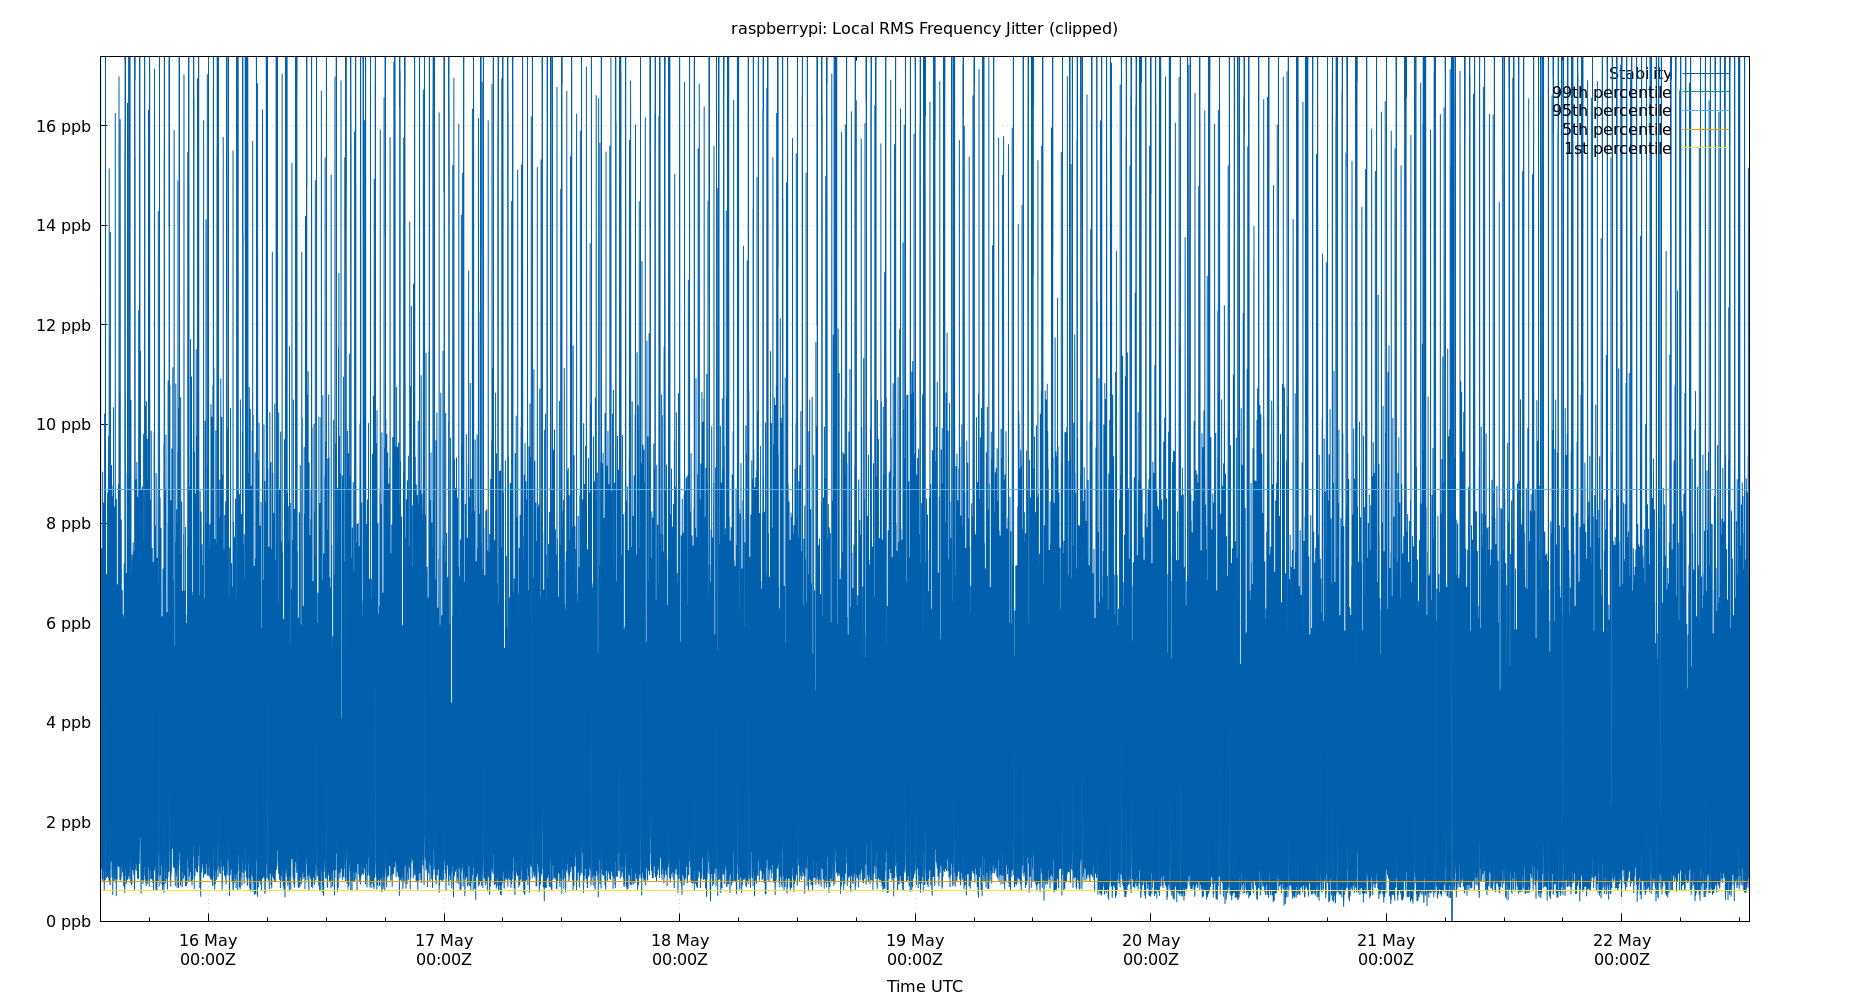 raspberrypi: Local RMS Frequency Jitter (clipped)
Stability
99th percentile
95th percentile
5th percentile
1st percentile
16 ppb
14 ppb
12 ppb
10 ppb
8 ppb
6 ppb
4 ppb
2 ppb
0 ppb
16 May 17 May 18 May 19 May 20 May 21 May 22 May
00:00Z 00:00Z 00:00Z 00:00Z 00:00Z 00:00Z 00:00Z
Time UTC